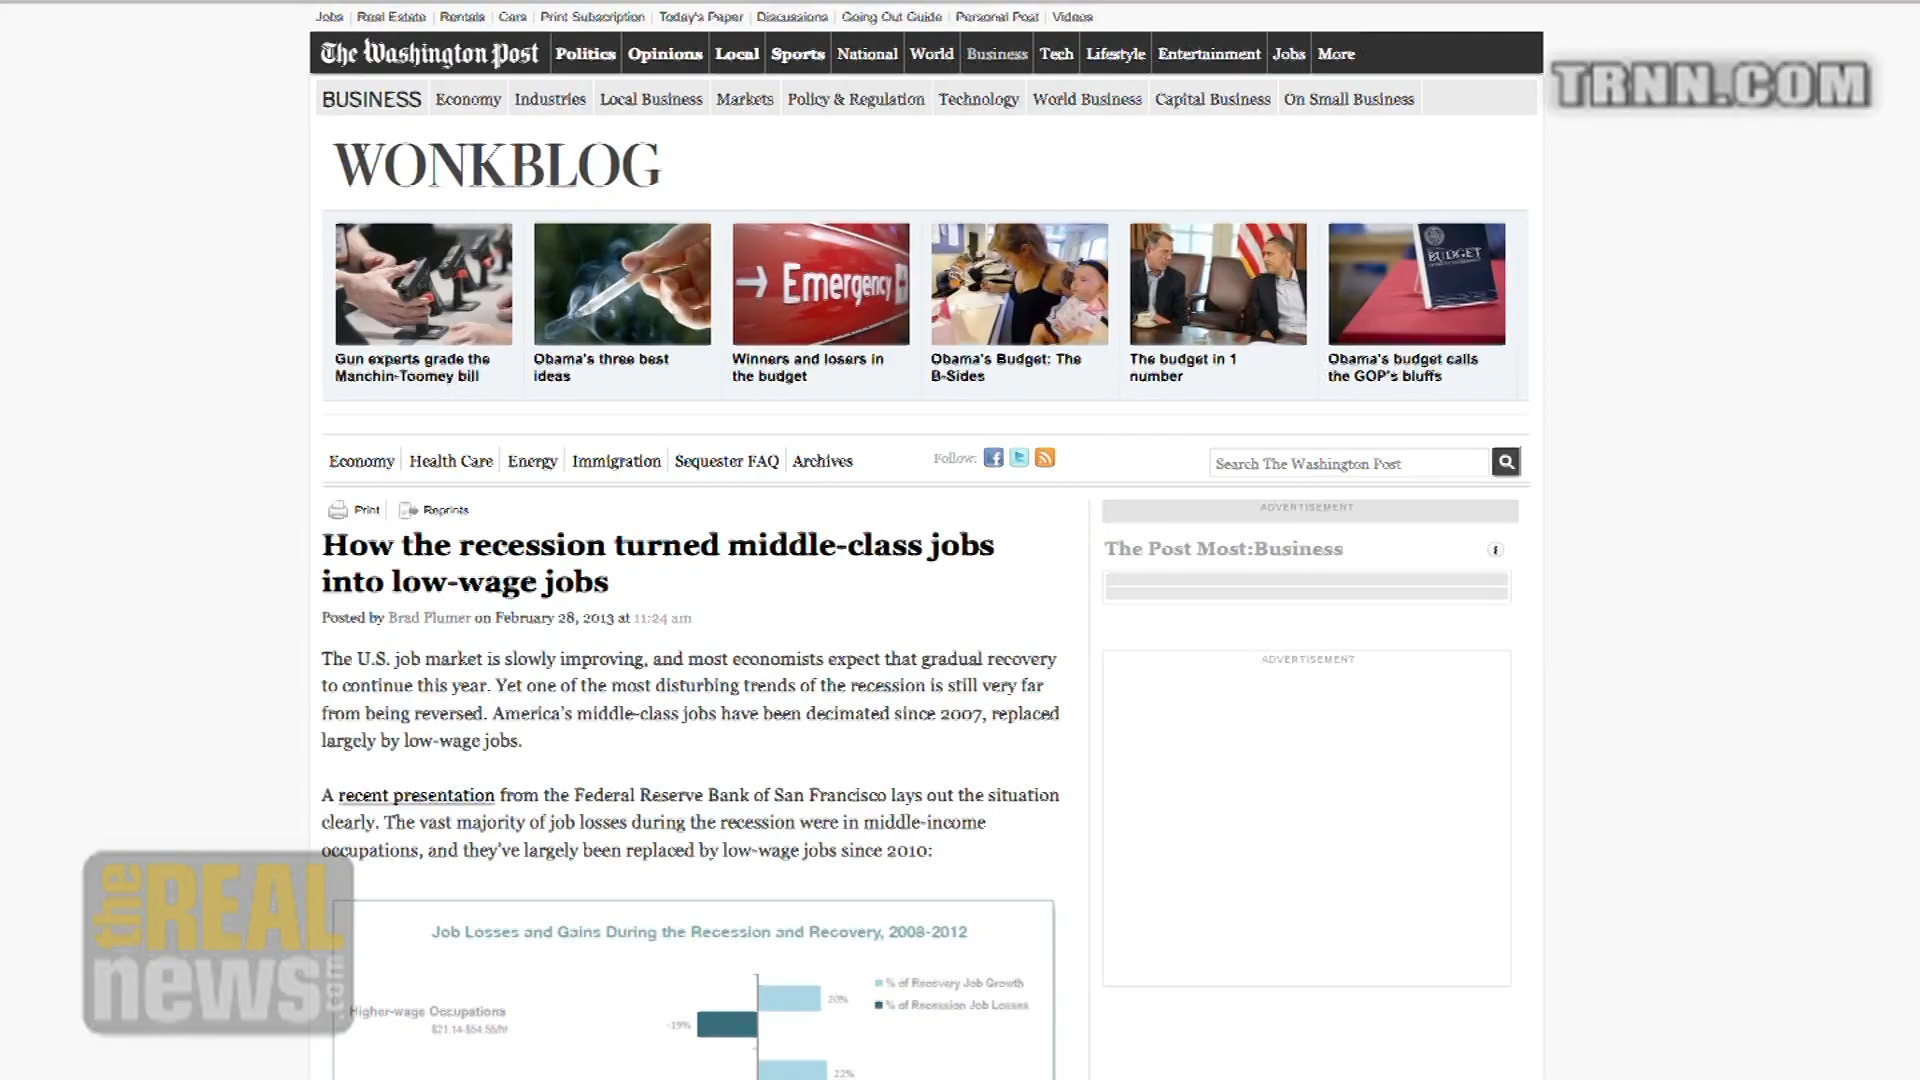 Jobs Real Estate Rentals Cars Print Subscription Today's Paper Discussions Going Out Guide Personal Post Videos
The Washington Post Politics Opinions Local Sports National World Business Tech Lifestyle Entertainment Jobs More
TRNN.COM
BUSINESS Economy Industries Local Business Markets Policy & Regulation Technology World Business Capital Business On Small Business
WONKBLOG
Emergency
BUDGET
Gun experts grade the
Manchin-Toomey bill
Obama's three best
ideas
Winners and losers in
the budget
Obama's Budget: The
B-Sides
The budget in 1
number
Obama's budget calls
the GOP's bluffs
Economy Health Care Energy Immigration Sequester FAQ Archives Follow: Search The Washington Post
Print Reprints
ADVERTISEMENT
How the recession turned middle-class jobs
into low-wage jobs
The Post Most:Business
Posted by Brad Plumer on February 28, 2013 at 11:24 am
The U.S. job market is slowly improving, and most economists expect that gradual recovery
to continue this year. Yet one of the most disturbing trends of the recession is still very far
from being reversed. America's middle-class jobs have been decimated since 2007, replaced
largely by low-wage jobs.
ADVERTISEMENT
A recent presentation from the Federal Reserve Bank of San Francisco lays out the situation
clearly. The vast majority of job losses during the recession were in middle-income
occupations, and they've largely been replaced by low-wage jobs since 2010:
the REAL
news.com
Job Losses and Gains During the Recession and Recovery, 2008-2012
% of Recovery Job Growth
% of Recession Job Losses
Higher-wage Occupations
$21.14-$54.55/hr
20%
-19%
22%